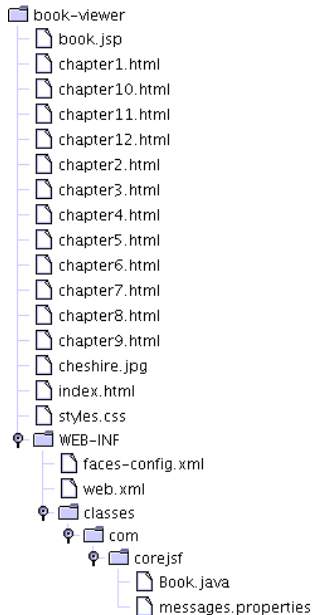 book-viewer
book.jsp
chapter1.html
chapter10.html
chapter11.html
chapter12.html
chapter2.html
chapter3.html
chapter4.html
chapter5.html
chapter6.html
chapter7.html
chapter8.html
chapter9.html
cheshire.jpg
index.html
styles.css
WEB-INF
faces-config.xml
web.xml
classes
com
corejsf
Book.java
messages.properties